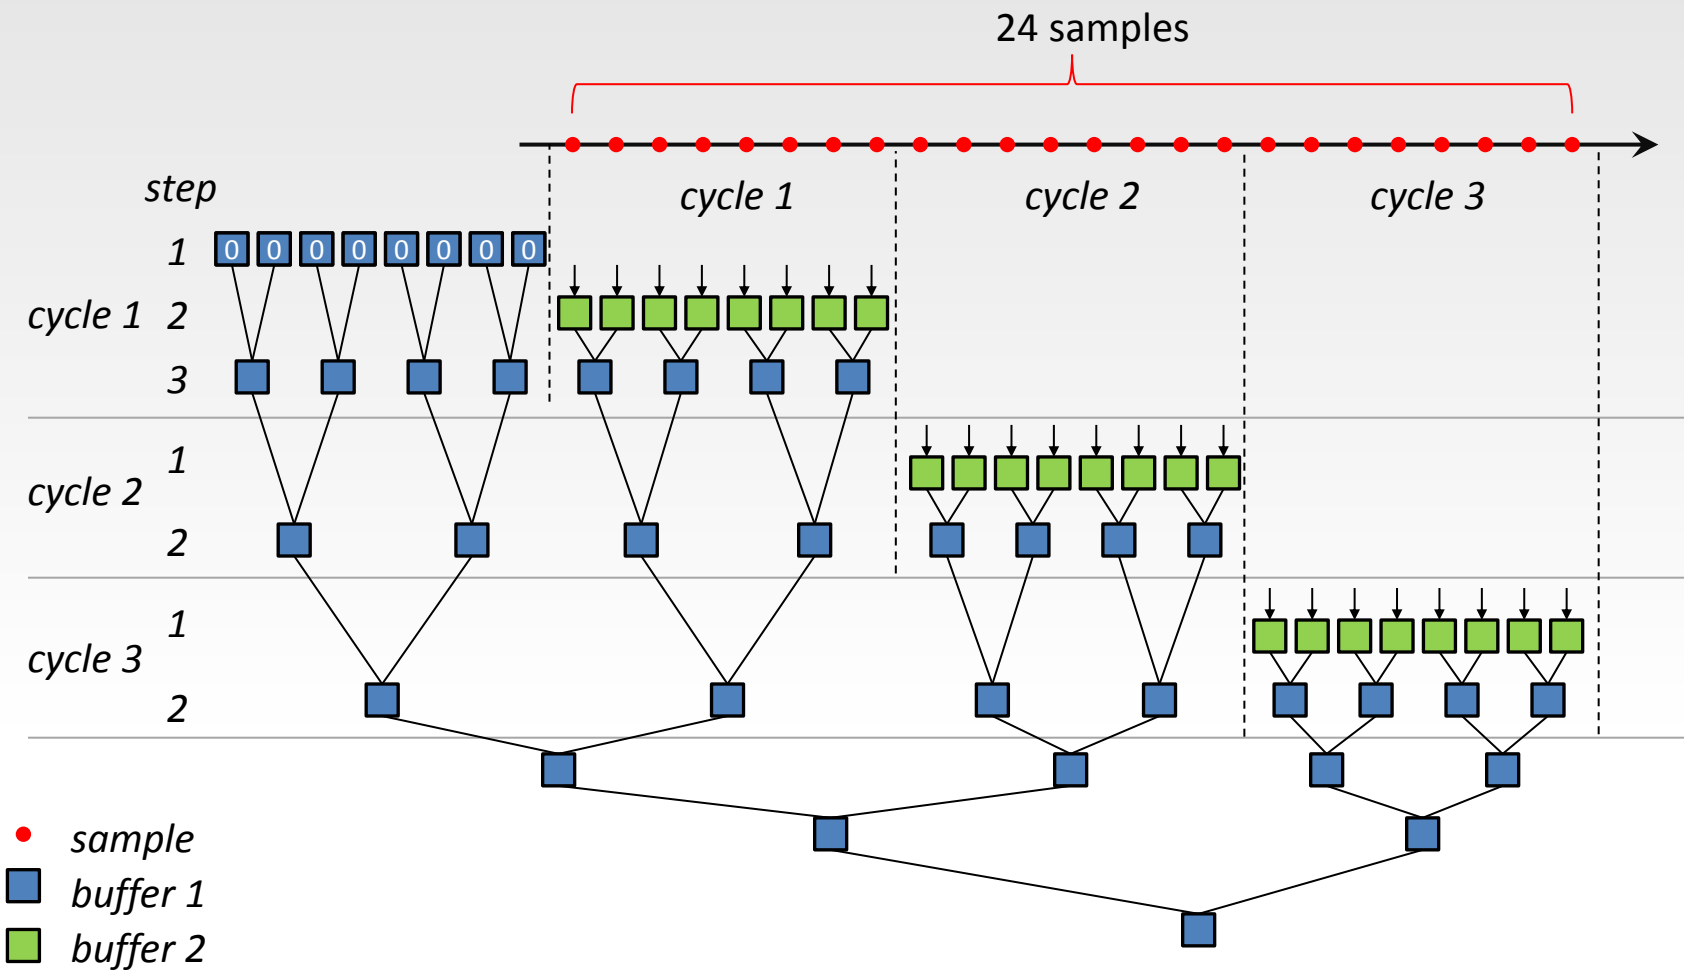 24 samples
step
cycle 1
cycle 2
cycle 3
1
0 0 0 0 0 0 0 0
cycle 1
2
3
1
cycle 2
2
1
cycle 3
2
sample
buffer 1
buffer 2